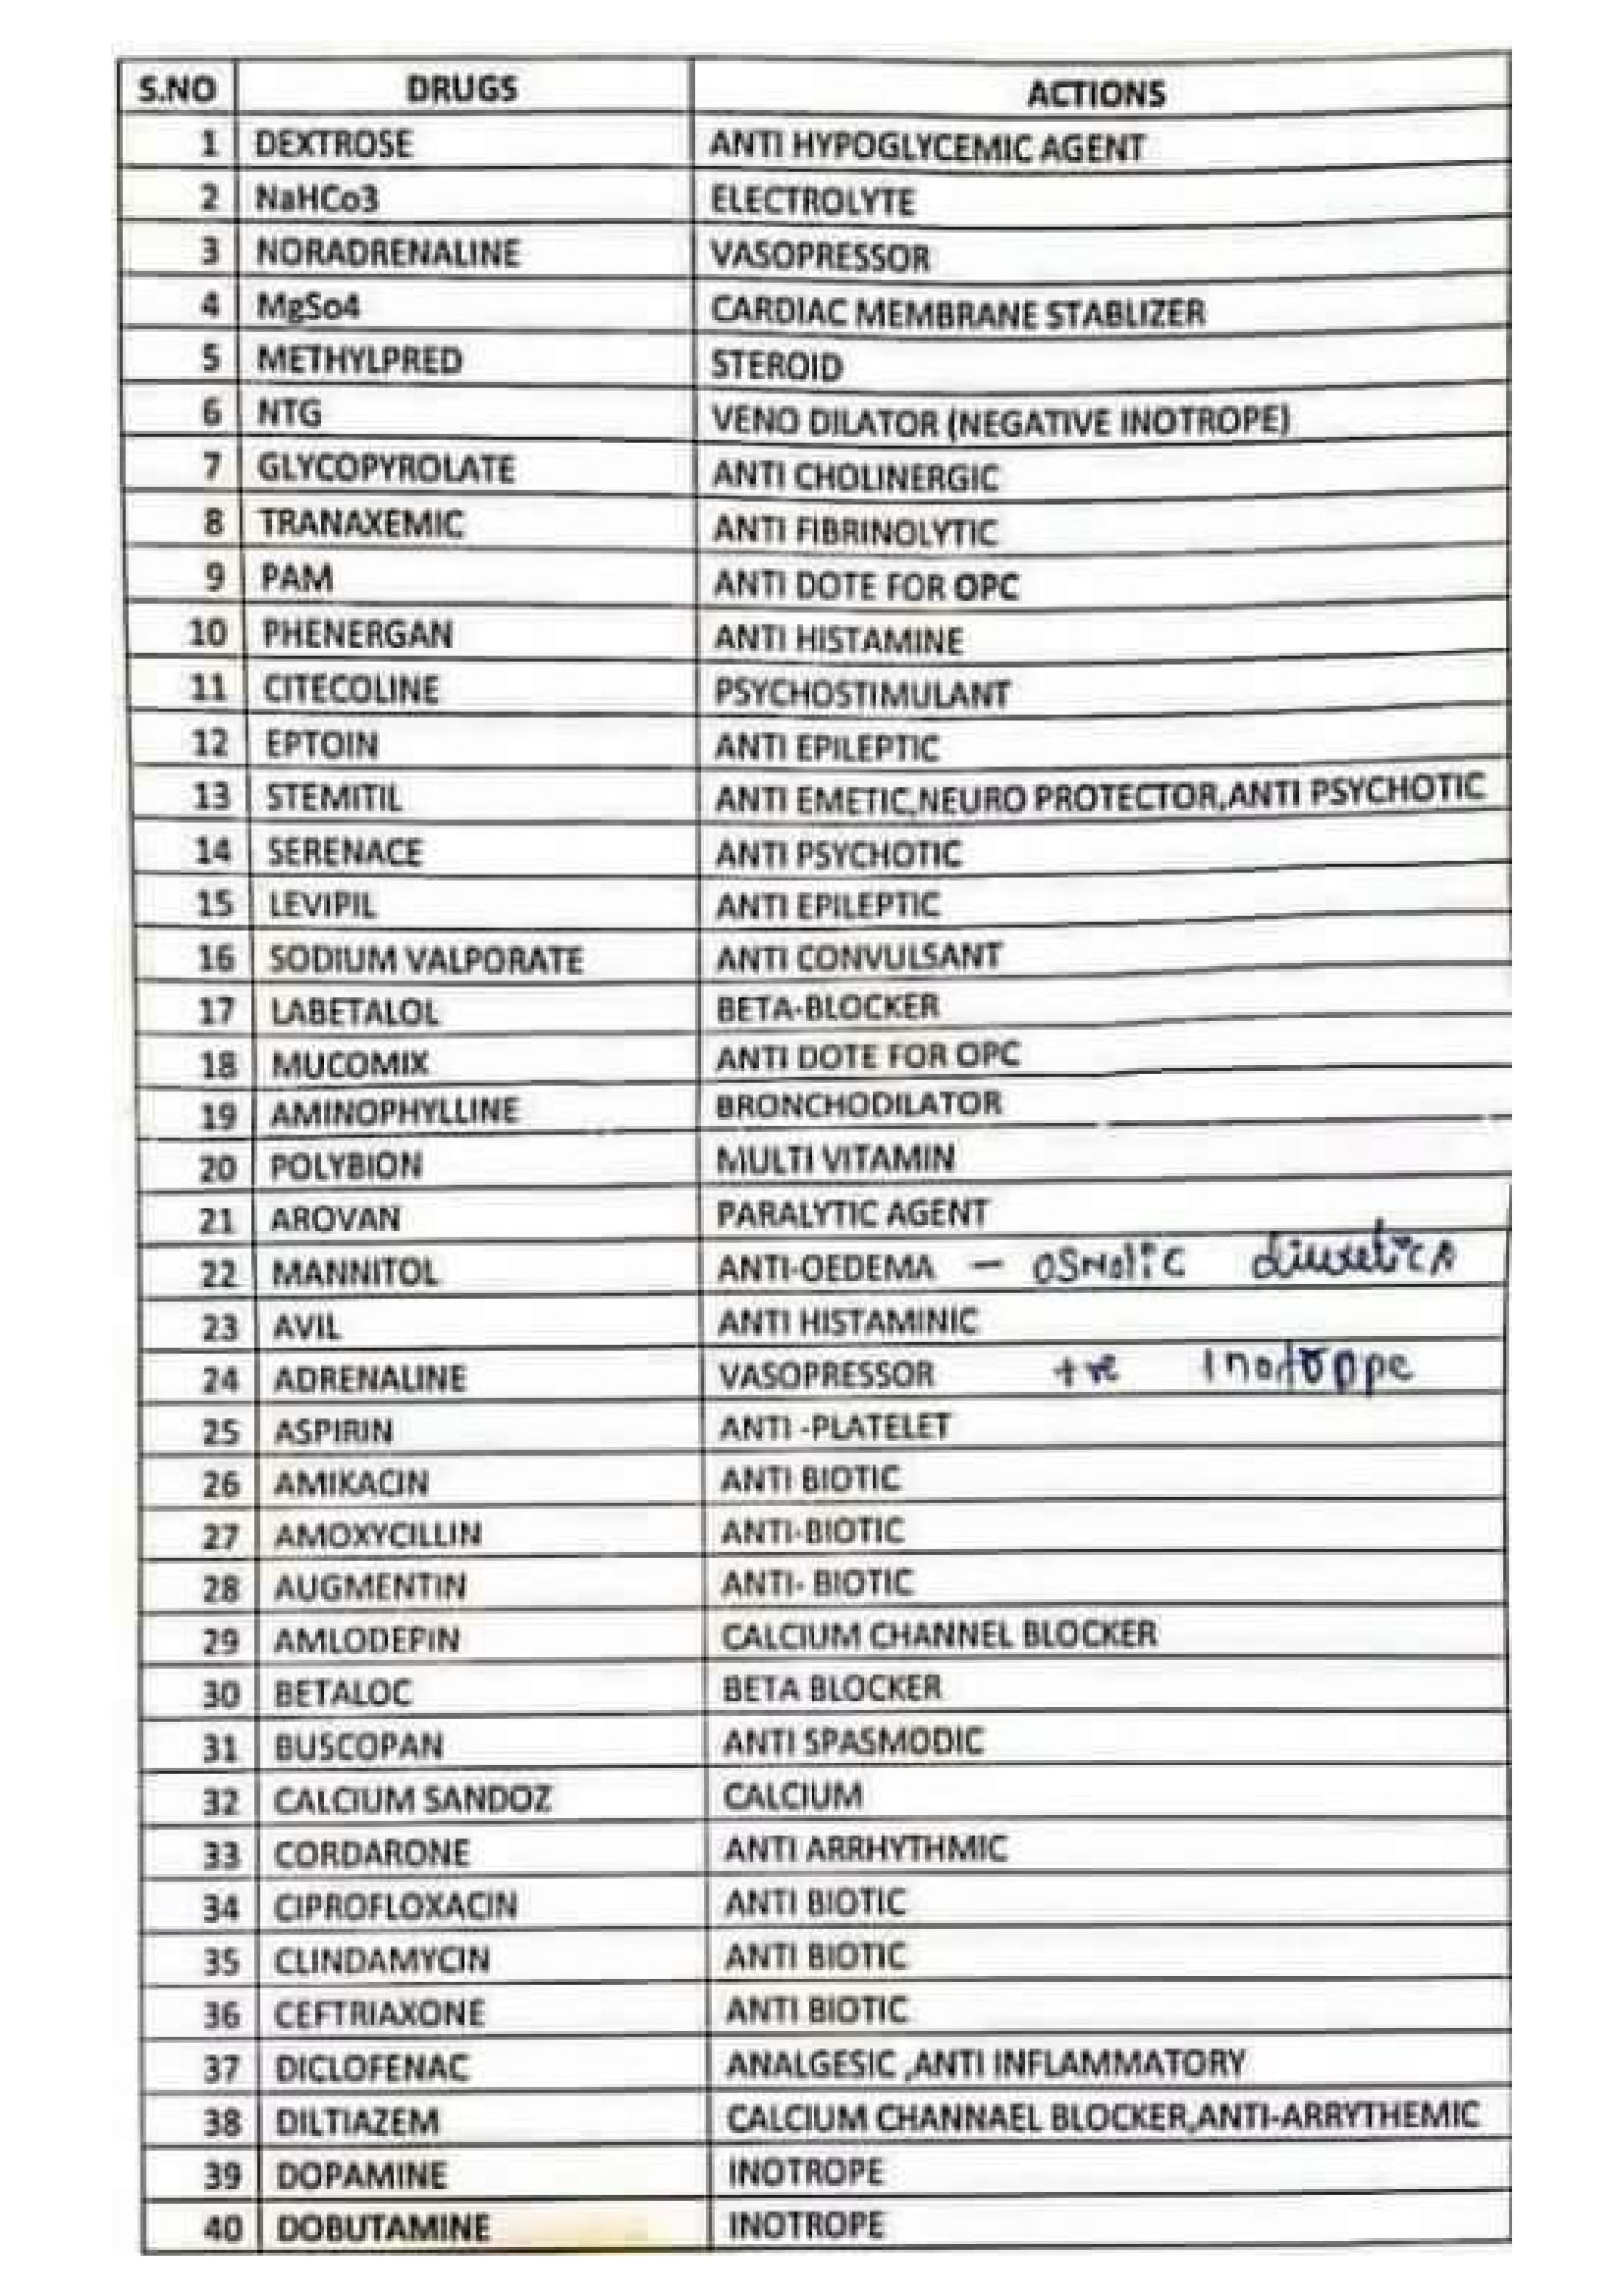 S.NO DRUGS ACTIONS
1 DEXTROSE ANTI HYPOGLYCEMIC AGENT
2 NaHCo3 ELECTROLYTE
3 NORADRENALINE VASOPRESSOR
4 MgSo4 CARDIAC MEMBRANE STABLIZER
5 METHYLPRED STEROID
6 NTG VENO DILATOR (NEGATIVE INOTROPE)
7 GLYCOPYROLATE ANTI CHOLINERGIC
8 TRANAXEMIC ANTI FIBRINOLYTIC
9 PAM ANTI DOTE FOR OPC
10 PHENERGAN ANTI HISTAMINE
11 CITECOLINE PSYCHOSTIMULANT
12 EPTOIN ANTI EPILEPTIC
13 STEMITIL ANTI EMETIC,NEURO PROTECTOR,ANTI PSYCHOTIC
14 SERENACE ANTI PSYCHOTIC
15 LEVIPIL ANTI EPILEPTIC
16 SODIUM VALPORATE ANTI CONVULSANT
17 LABETALOL BETA-BLOCKER
18 MUCOMIX ANTI DOTE FOR OPC
19 AMINOPHYLLINE BRONCHODILATOR
20 POLYBION MULTI VITAMIN
21 AROVAN PARALYTIC AGENT
22 MANNITOL ANTI-OEDEMA - osmotic diuretics
23 AVIL ANTI HISTAMINIC
24 ADRENALINE VASOPRESSOR +ve Inotroppe
25 ASPIRIN ANTI -PLATELET
26 AMIKACIN ANTI BIOTIC
27 AMOXYCILLIN ANTI-BIOTIC
28 AUGMENTIN ANTI- BIOTIC
29 AMLODEPIN CALCIUM CHANNEL BLOCKER
30 BETALOC BETA BLOCKER
31 BUSCOPAN ANTI SPASMODIC
32 CALCIUM SANDOZ CALCIUM
33 CORDARONE ANTI ARRHYTHMIC
34 CIPROFLOXACIN ANTI BIOTIC
35 CLINDAMYCIN ANTI BIOTIC
36 CEFTRIAXONE ANTI BIOTIC
37 DICLOFENAC ANALGESIC ,ANTI INFLAMMATORY
38 DILTIAZEM CALCIUM CHANNAEL BLOCKER,ANTI-ARRYTHEMIC
39 DOPAMINE INOTROPE
40 DOBUTAMINE INOTROPE